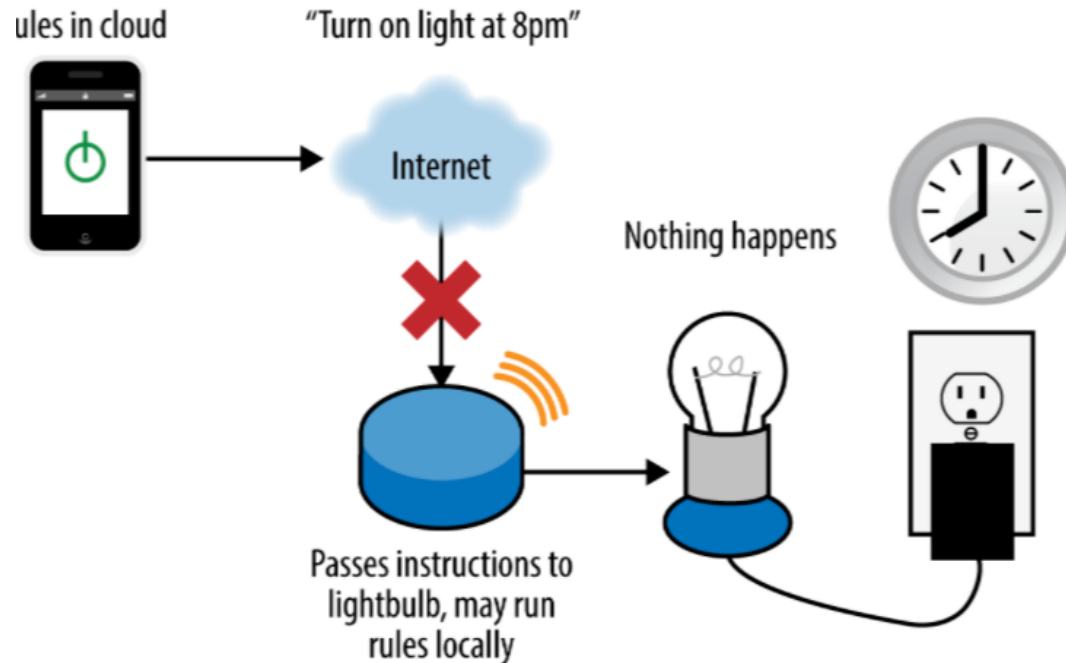 ules in cloud
“Turn on light at 8pm”
Internet
Nothing happens
Passes instructions to
lightbulb, may run
rules locally